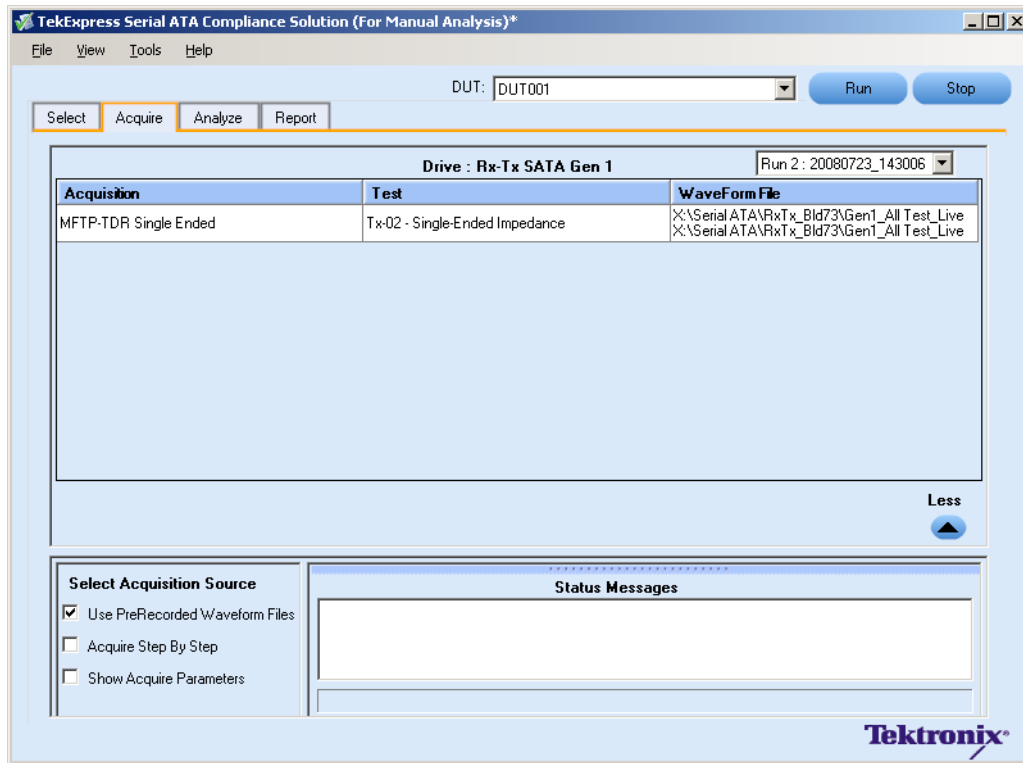 TekExpress Serial ATA Compliance Solution (For Manual Analysis)*
File View Tools Help
DUT: DUT001 Run Stop
Select Acquire Analyze Report
Drive : Rx-Tx SATA Gen 1 Run 2 : 20080723_143006
Acquisition Test WaveForm File
MFTP-TDR Single Ended Tx-02 - Single-Ended Impedance X:\Serial ATA\RxTx_Bld73\Gen1_All Test_Live
X:\Serial ATA\RxTx_Bld73\Gen1_All Test_Live
Less
Select Acquisition Source Status Messages
Use PreRecorded Waveform Files
Acquire Step By Step
Show Acquire Parameters
Tektronix